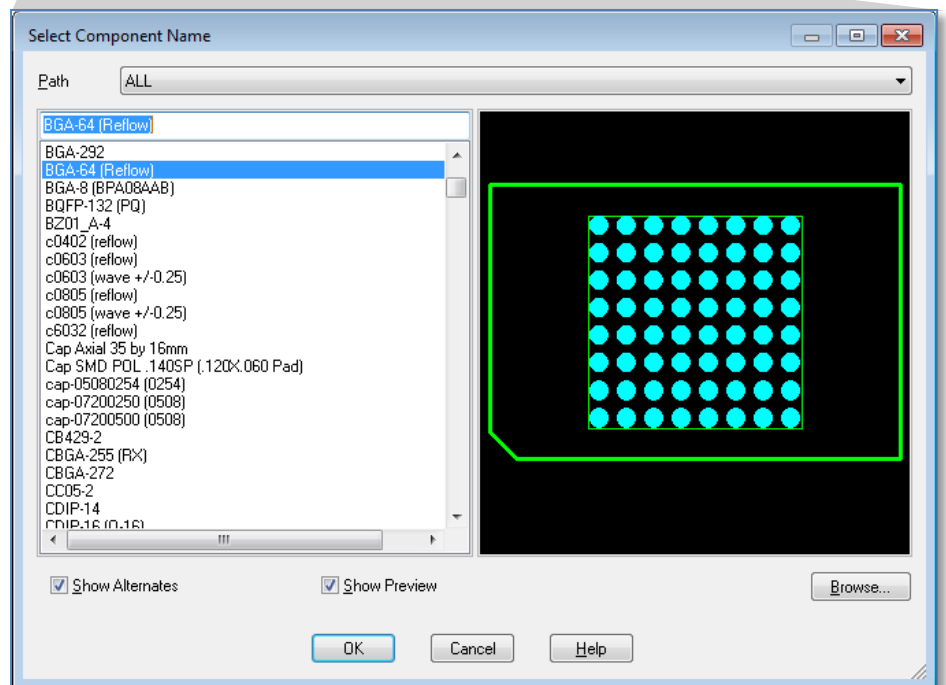 Select Component Name
Path ALL
BGA-64 (Reflow)
BGA-292
BGA-64 (Reflow)
BGA-8 (BPA08AAB)
BQFP-132 (PQ)
BZ01_A-4
c0402 (reflow)
c0603 (reflow)
c0603 (wave +/-0.25)
c0805 (reflow)
c0805 (wave +/-0.25)
c6032 (reflow)
Cap Axial 35 by 16mm
Cap SMD POL .140SP (.120X.060 Pad)
cap-05080254 (0254)
cap-07200250 (0508)
cap-07200500 (0508)
CB429-2
CBGA-255 (RX)
CBGA-272
CC05-2
CDIP-14
CDIP-16 (Q-16)
Show Alternates Show Preview Browse...
OK Cancel Help